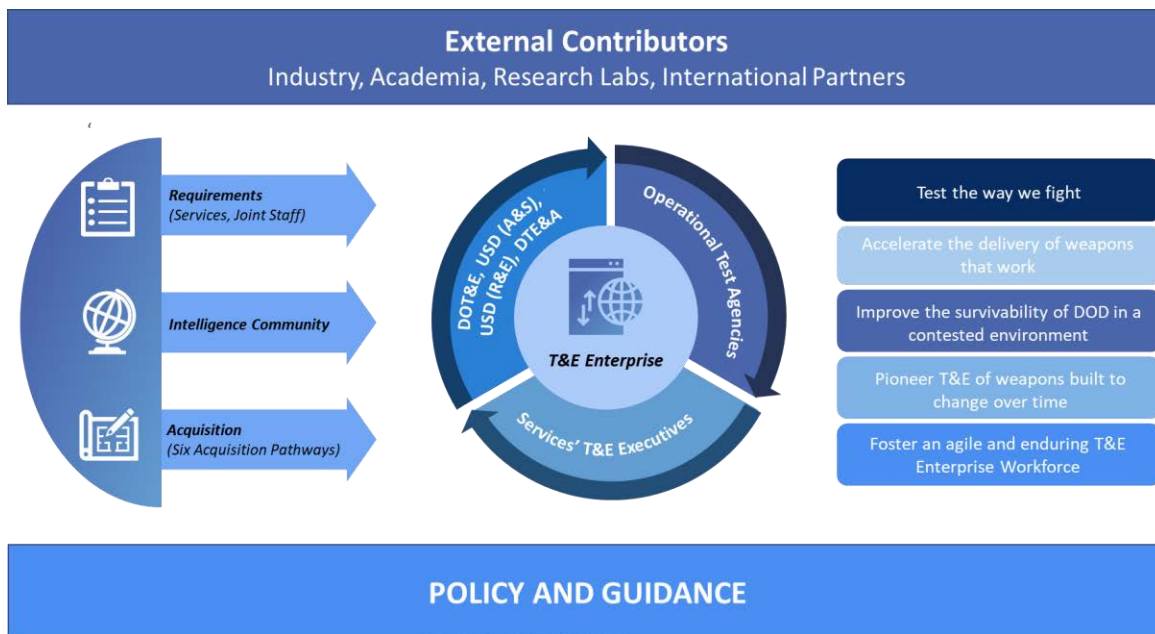 External Contributors
Industry, Academia, Research Labs, International Partners
Requirements
(Services, Joint Staff)
Intelligence Community
Acquisition
(Six Acquisition Pathways)
DOT&E, USD (A&S),
USD (R&E), DTE&A
Operational Test Agencies
Services' T&E Executives
T&E Enterprise
Test the way we fight
Accelerate the delivery of weapons
that work
Improve the survivability of DOD in a
contested environment
Pioneer T&E of weapons built to
change over time
Foster an agile and enduring T&E
Enterprise Workforce
POLICY AND GUIDANCE